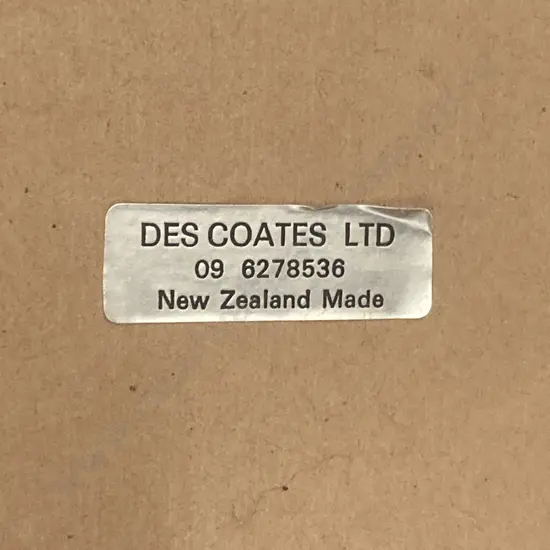 DES COATES LTD
09 6278536
New Zealand Made